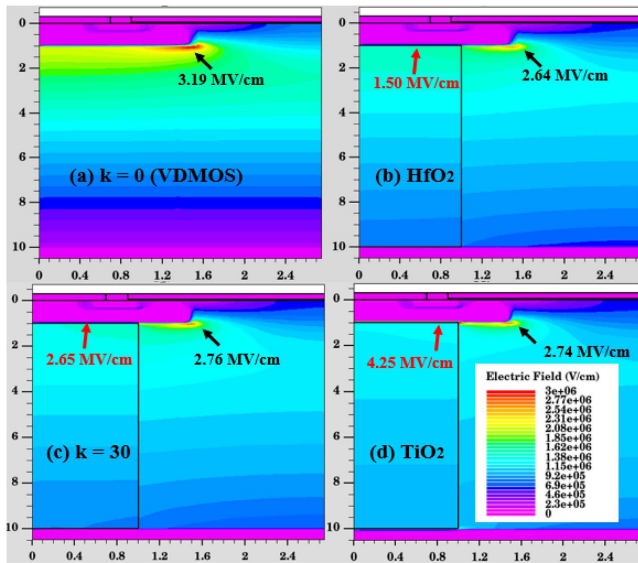 0
2
4
6
8
10
3.19 MV/cm
(a) k = 0 (VDMOS)
0 0.4 0.8 1.2 1.6 2 2.4
0
2
4
6
8
10
1.50 MV/cm
2.64 MV/cm
(b) HfO2
0 0.4 0.8 1.2 1.6 2 2.4
0
2
4
6
8
10
2.65 MV/cm
2.76 MV/cm
(c) k = 30
0 0.4 0.8 1.2 1.6 2 2.4
0
2
4
6
8
10
4.25 MV/cm
2.74 MV/cm
Electric Field (V/cm)
3e+06
2.77e+06
2.54e+06
2.31e+06
2.08e+06
1.85e+06
1.62e+06
1.38e+06
1.15e+06
9.2e+05
6.9e+05
4.6e+05
2.3e+05
0
(d) TiO2
0 0.4 0.8 1.2 1.6 2 2.4